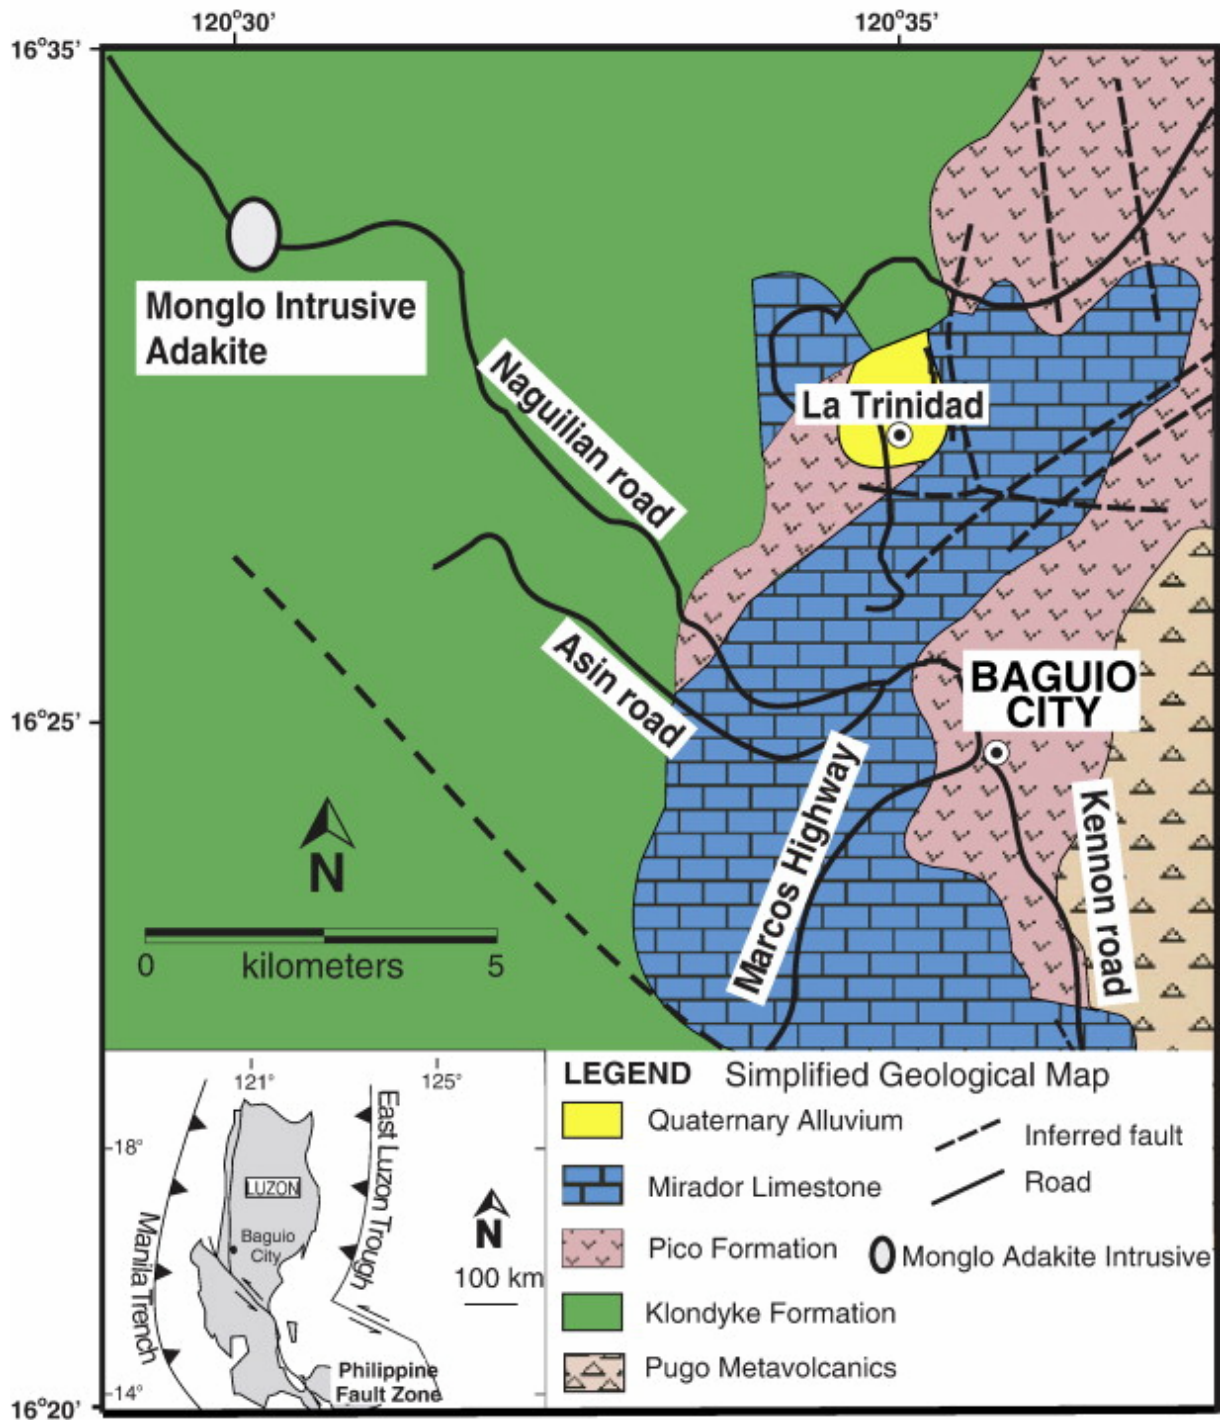 120°30'
120°35'
16°35'
Monglo Intrusive
Adakite
Naguilian road
La Trinidad
Asin road
BAGUIO
CITY
16°25'
Marcos Highway
Kennon road
N
0 kilometers 5
121° 125°
18°
14°
LUZON
Baguio
City
Manila Trench
East Luzon Trough
N
100 km
Philippine
Fault Zone
16°20'
LEGEND Simplified Geological Map
Quaternary Alluvium
Mirador Limestone
Pico Formation
Klondyke Formation
Pugo Metavolcanics
Inferred fault
Road
Monglo Adakite Intrusive